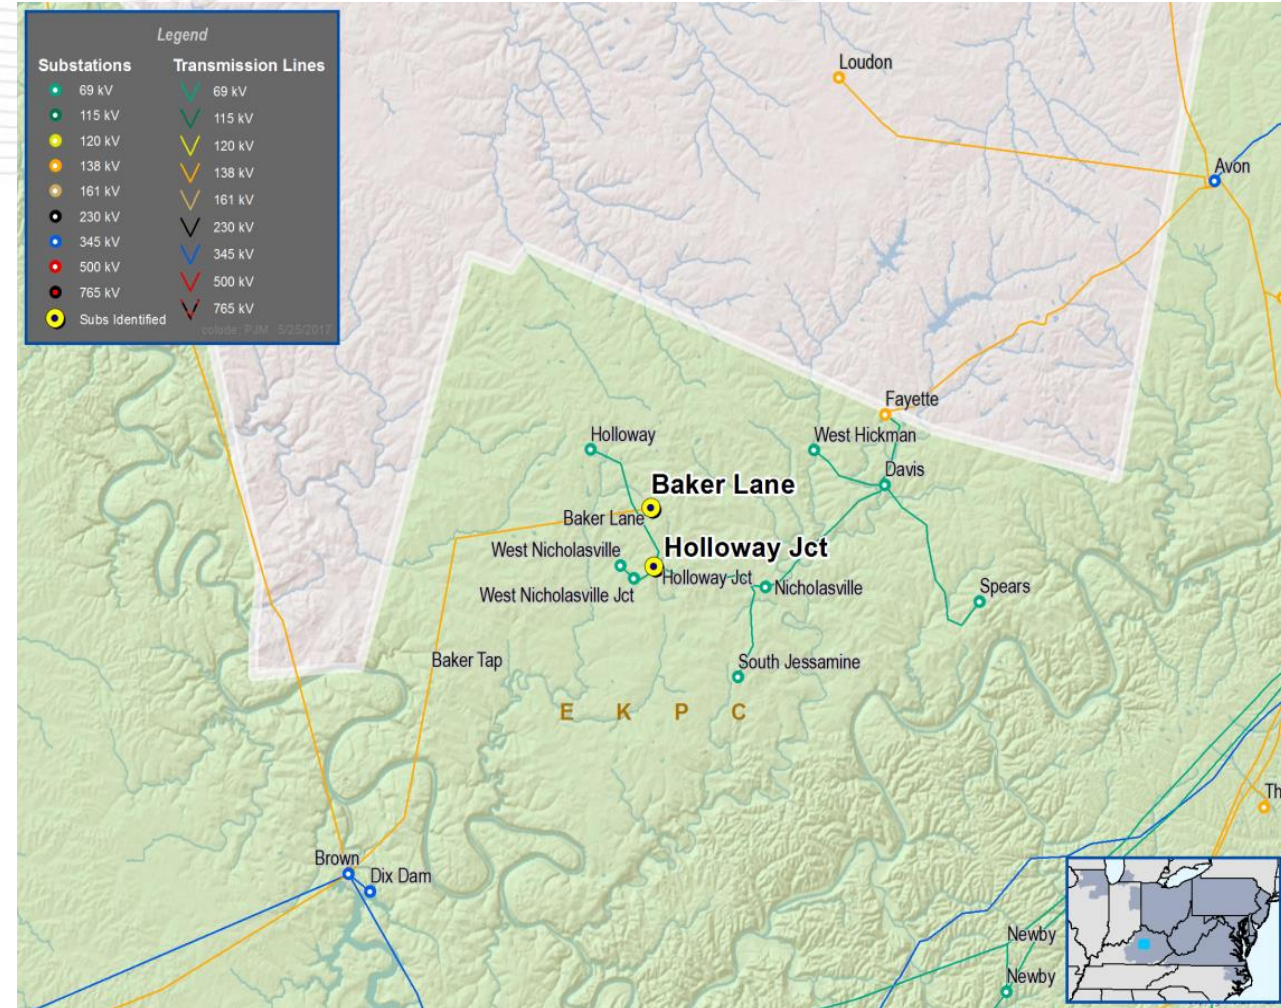 Legend
Substations
Transmission Lines
69 kV
69 kV
115 kV
115 kV
120 kV
120 kV
138 kV
138 kV
161 kV
161 kV
230 kV
230 kV
345 kV
345 kV
500 kV
500 kV
765 kV
765 kV
Subs Identified
colode; PJM 5/25/2017
Loudon
Avon
Fayette
Holloway
West Hickman
Davis
Baker Lane
Baker Lane
Holloway Jct
West Nicholasville
Holloway Jct
Nicholasville
West Nicholasville Jct
Spears
Baker Tap
South Jessamine
E K P C
Th
Brown
Dix Dam
Newby
Newby